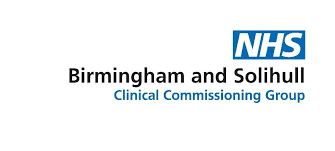 NHS
Birmingham and Solihull
Clinical Commissioning Group